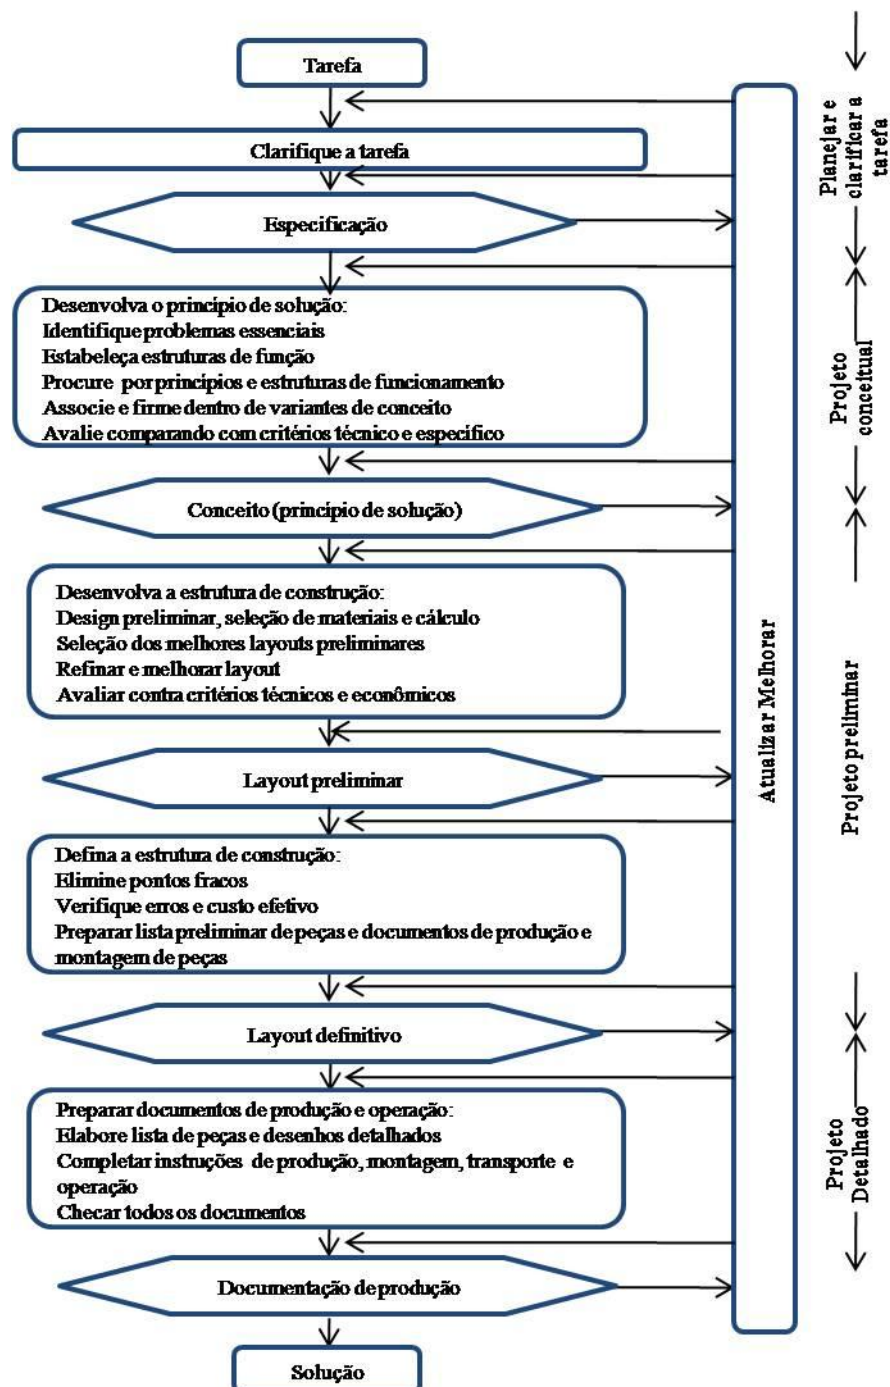 Tarefa
Clarifique a tarefa
Especificação
Desenvolva o princípio de solução:
Identifique problemas essenciais
Estabeleça estruturas de função
Procure por princípios e estruturas de funcionamento
Associe e firme dentro de variantes de conceito
Avalie comparando com critérios técnico e específico
Conceito (princípio de solução)
Desenvolva a estrutura de construção:
Design preliminar, seleção de materiais e cálculo
Seleção dos melhores layouts preliminares
Refinar e melhorar layout
Avaliar contra critérios técnicos e econômicos
Layout preliminar
Defina a estrutura de construção:
Elimine pontos fracos
Verifique erros e custo efetivo
Preparar lista preliminar de peças e documentos de produção e
montagem de peças
Layout definitivo
Preparar documentos de produção e operação:
Elabore lista de peças e desenhos detalhados
Completar instruções de produção, montagem, transporte e
operação
Checar todos os documentos
Documentação de produção
Solução
Atualizar Melhorar
Planejar e
clarificar a
tarefa
Projeto
conceitual
Projeto preliminar
Projeto
Detalhado